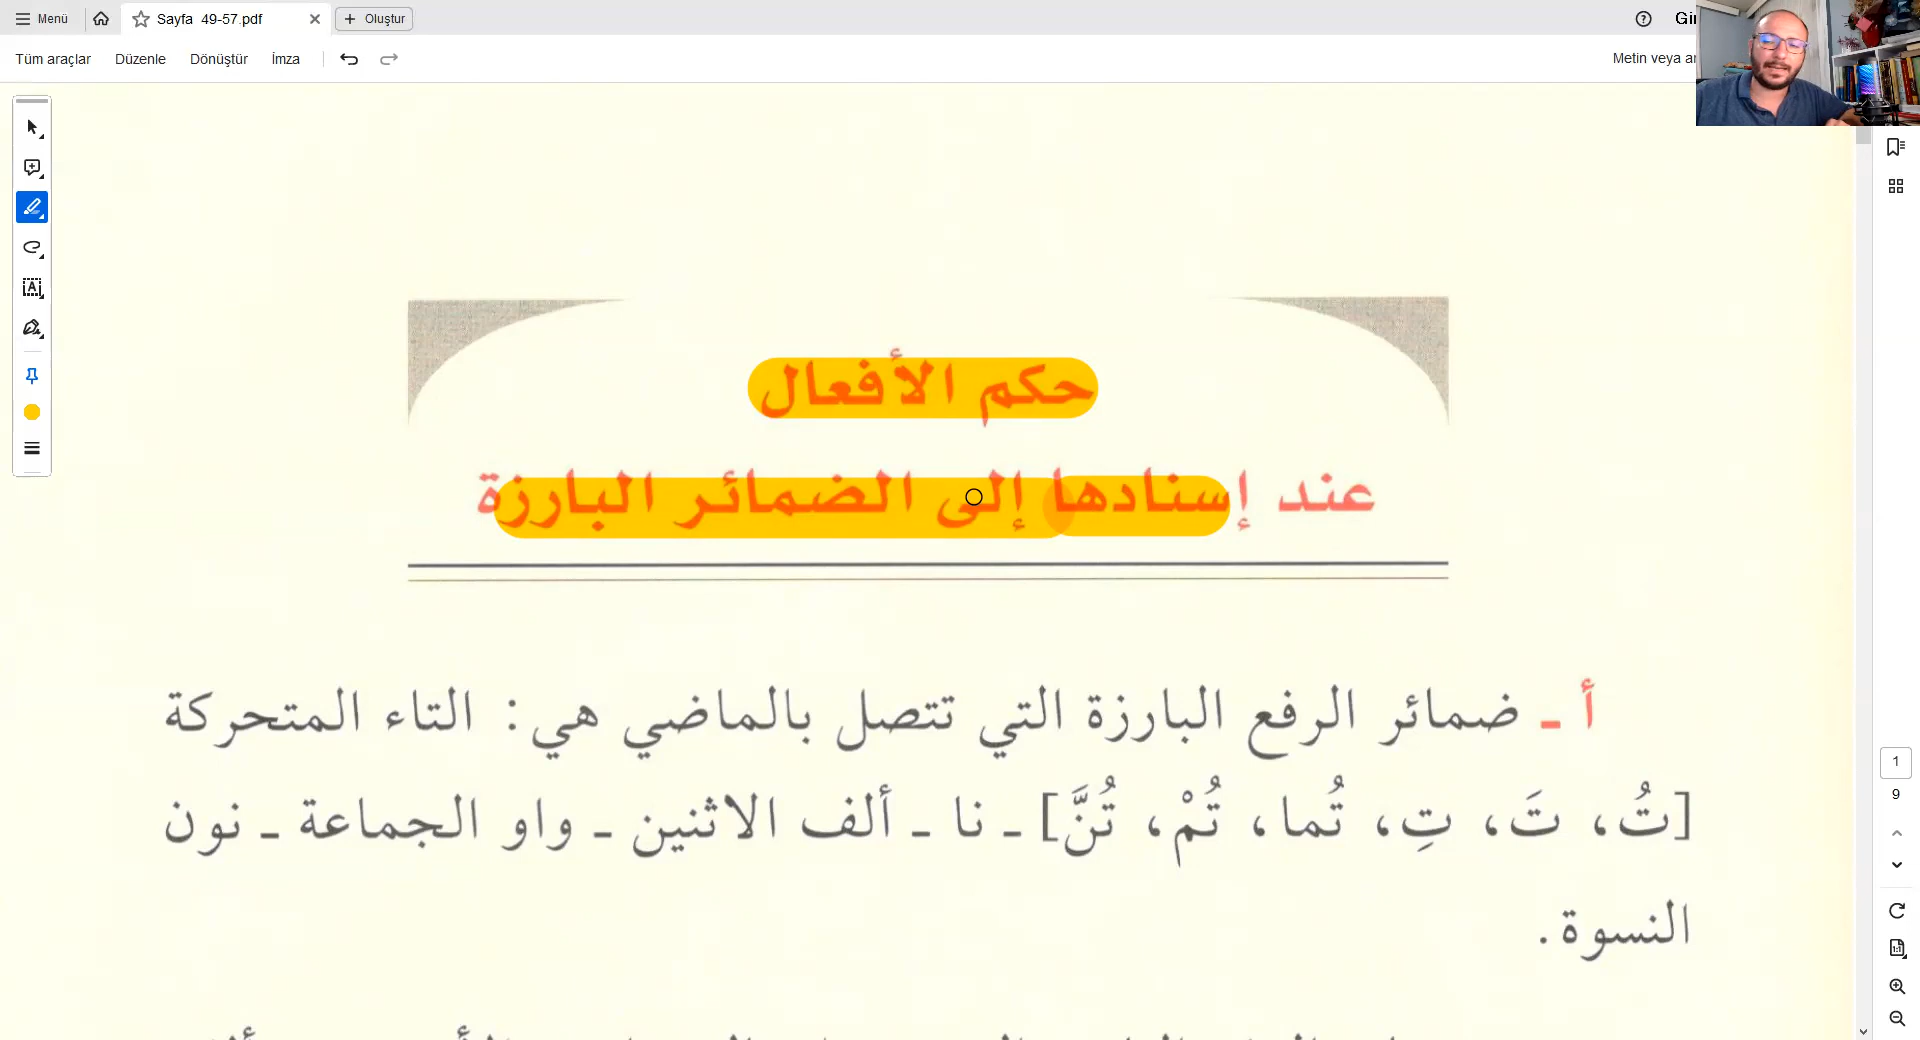 Menü
Sayfa 49-57.pdf
Oluştur
Tüm araçlar
Düzenle
Dönüştür
İmza
Metin veya
حكم الأفعال
عند إسنادها إلى الضمائر البارزة
أ ـ ضمائر الرفع البارزة التي تتصل بالماضي هي: التاء المتحركة
[تُ، تَ، تِ، تُما، تُمْ، تُنَّ] ـ نا ـ ألف الاثنين ـ واو الجماعة ـ نون
النسوة.
1
9